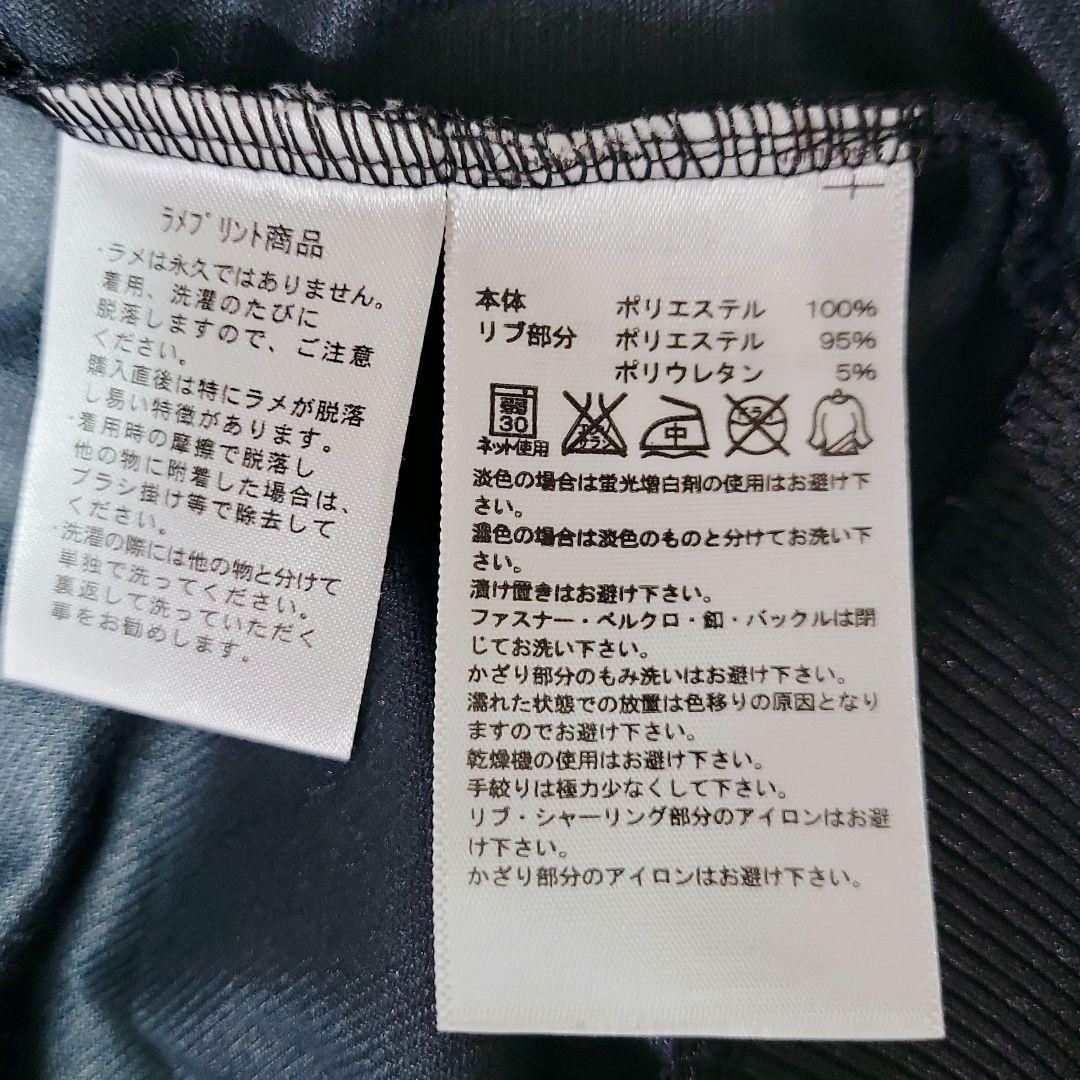 ラメプリント商品
・ラメは永久ではありません。
着用、洗濯のたびに
脱落しますので、ご注意
ください。
購入直後は特にラメが脱落
し易い特徴があります。
・着用時の摩擦で脱落し
他の物に附着した場合は、
ブラシ掛け等で除去して
ください。
・洗濯の際には他の物と分けて
単独で洗ってください。
裏返して洗っていただく
事をお勧めします。
本体 ポリエステル 100%
リブ部分 ポリエステル 95%
ポリウレタン 5%
弱
30
ネット使用
エンソ
サラシ
中
ドライ
淡色の場合は蛍光増白剤の使用はお避け下
さい。
濃色の場合は淡色のものと分けてお洗い下
さい。
漬け置きはお避け下さい。
ファスナー・ベルクロ・釦・バックルは閉
じてお洗い下さい。
かざり部分のもみ洗いはお避け下さい。
濡れた状態での放置は色移りの原因となり
ますのでお避け下さい。
乾燥機の使用はお避け下さい。
手絞りは極力少なくして下さい。
リブ・シャーリング部分のアイロンはお避
け下さい。
かざり部分のアイロンはお避け下さい。